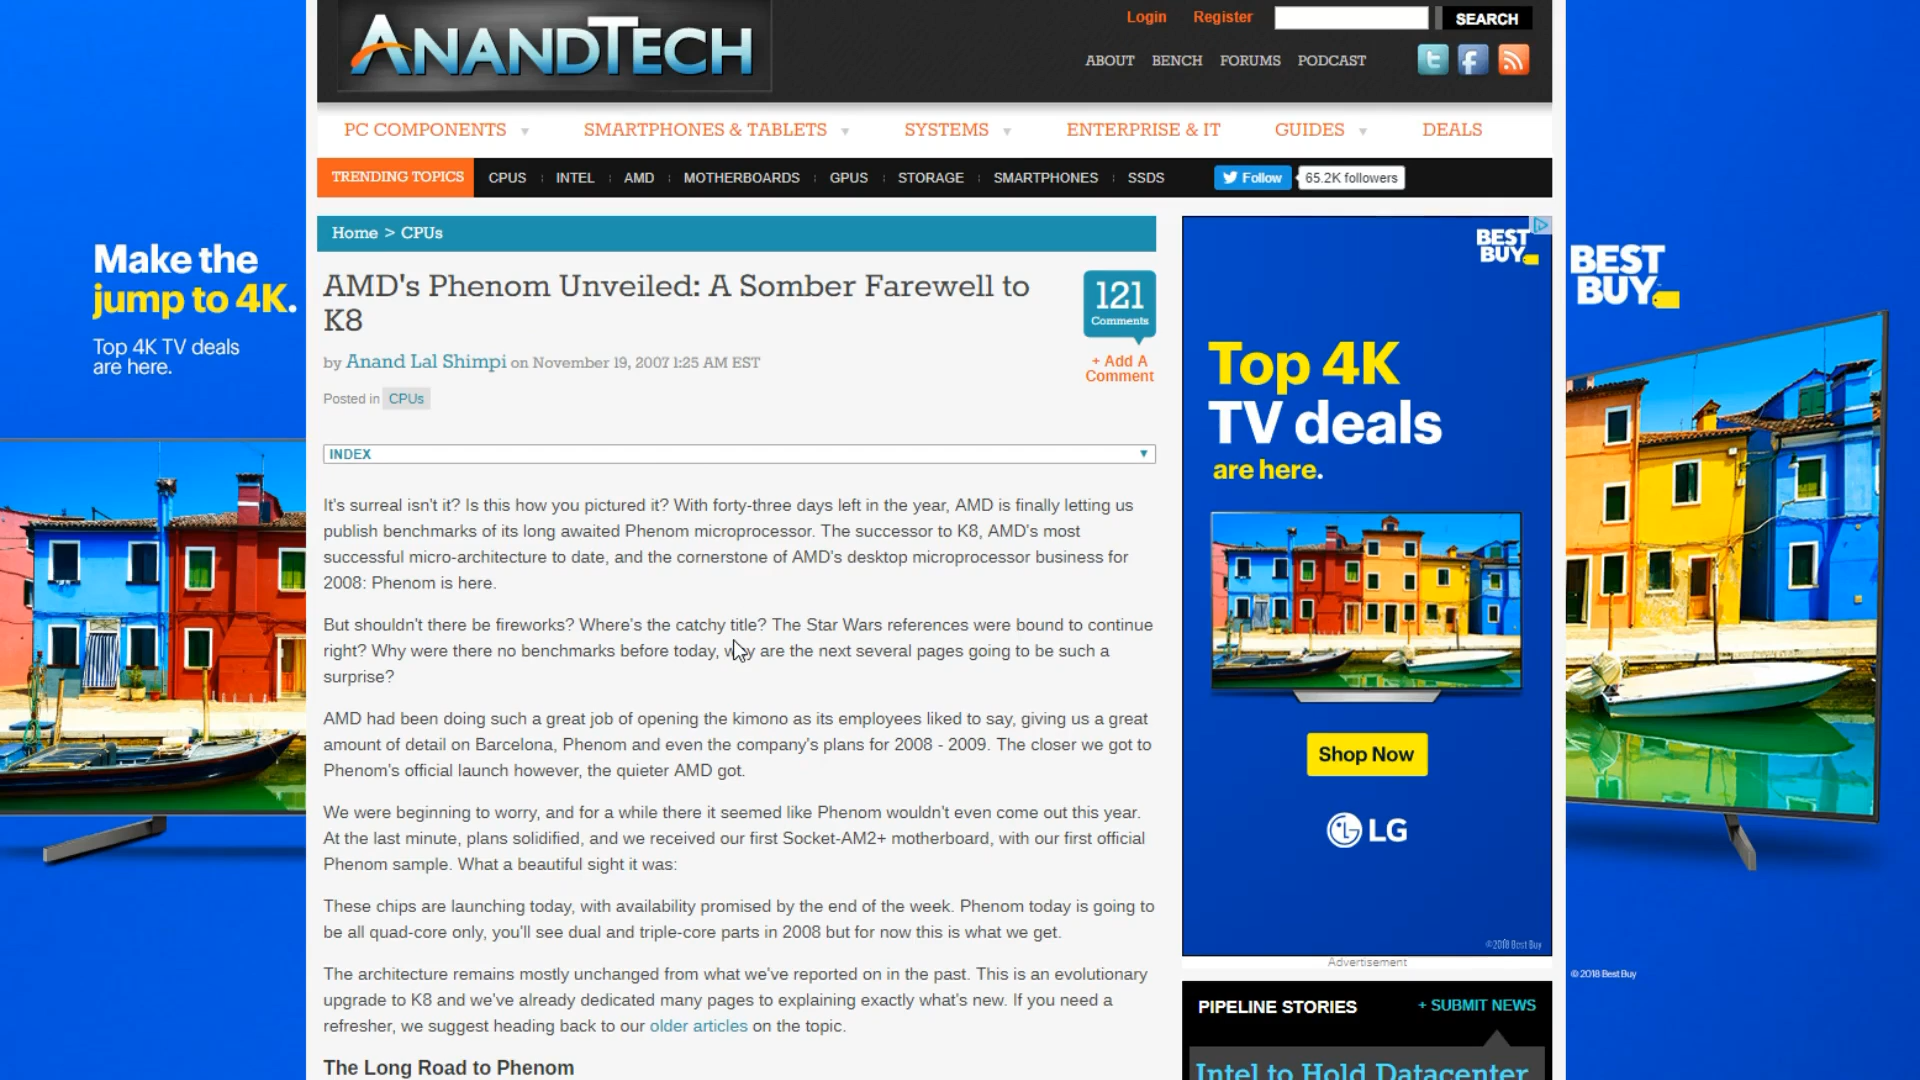 ANANDTECH
Login Register SEARCH
ABOUT BENCH FORUMS PODCAST
PC COMPONENTS SMARTPHONES & TABLETS SYSTEMS ENTERPRISE & IT GUIDES DEALS
TRENDING TOPICS CPUS INTEL AMD MOTHERBOARDS GPUS STORAGE SMARTPHONES SSDS Follow 65.2K followers
Make the
jump to 4K.
Top 4K TV deals
are here.
Home > CPUs
AMD's Phenom Unveiled: A Somber Farewell to
K8
121
Comments
by Anand Lal Shimpi on November 19, 2007 1:25 AM EST
+ Add A
Comment
Posted in CPUs
INDEX
It's surreal isn't it? Is this how you pictured it? With forty-three days left in the year, AMD is finally letting us
publish benchmarks of its long awaited Phenom microprocessor. The successor to K8, AMD's most
successful micro-architecture to date, and the cornerstone of AMD's desktop microprocessor business for
2008: Phenom is here.
But shouldn't there be fireworks? Where's the catchy title? The Star Wars references were bound to continue
right? Why were there no benchmarks before today, why are the next several pages going to be such a
surprise?
AMD had been doing such a great job of opening the kimono as its employees liked to say, giving us a great
amount of detail on Barcelona, Phenom and even the company's plans for 2008 - 2009. The closer we got to
Phenom's official launch however, the quieter AMD got.
We were beginning to worry, and for a while there it seemed like Phenom wouldn't even come out this year.
At the last minute, plans solidified, and we received our first Socket-AM2+ motherboard, with our first official
Phenom sample. What a beautiful sight it was:
These chips are launching today, with availability promised by the end of the week. Phenom today is going to
be all quad-core only, you'll see dual and triple-core parts in 2008 but for now this is what we get.
The architecture remains mostly unchanged from what we've reported on in the past. This is an evolutionary
upgrade to K8 and we've already dedicated many pages to explaining exactly what's new. If you need a
refresher, we suggest heading back to our older articles on the topic.
The Long Road to Phenom
BEST
BUY
Top 4K
TV deals
are here.
Shop Now
LG
©2018 Best Buy
Advertisement
PIPELINE STORIES + SUBMIT NEWS
Intel to Hold Datacenter
BEST
BUY
© 2018 Best Buy